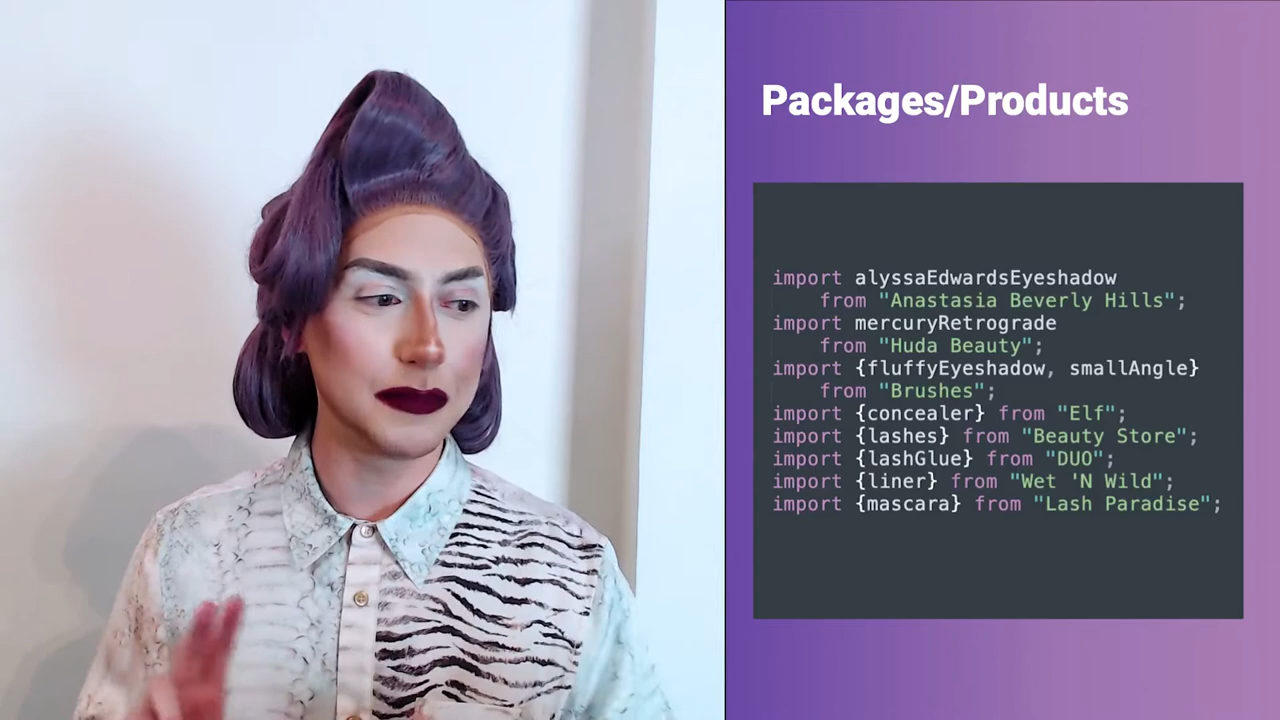 Packages/Products
import alyssaEdwardsEyeshadow
from "Anastasia Beverly Hills";
import mercuryRetrograde
from "Huda Beauty";
import {fluffyEyeshadow, smallAngle}
from "Brushes";
import {concealer} from "Elf";
import {lashes} from "Beauty Store";
import {lashGlue} from "DUO";
import {liner} from "Wet 'N Wild";
import {mascara} from "Lash Paradise";